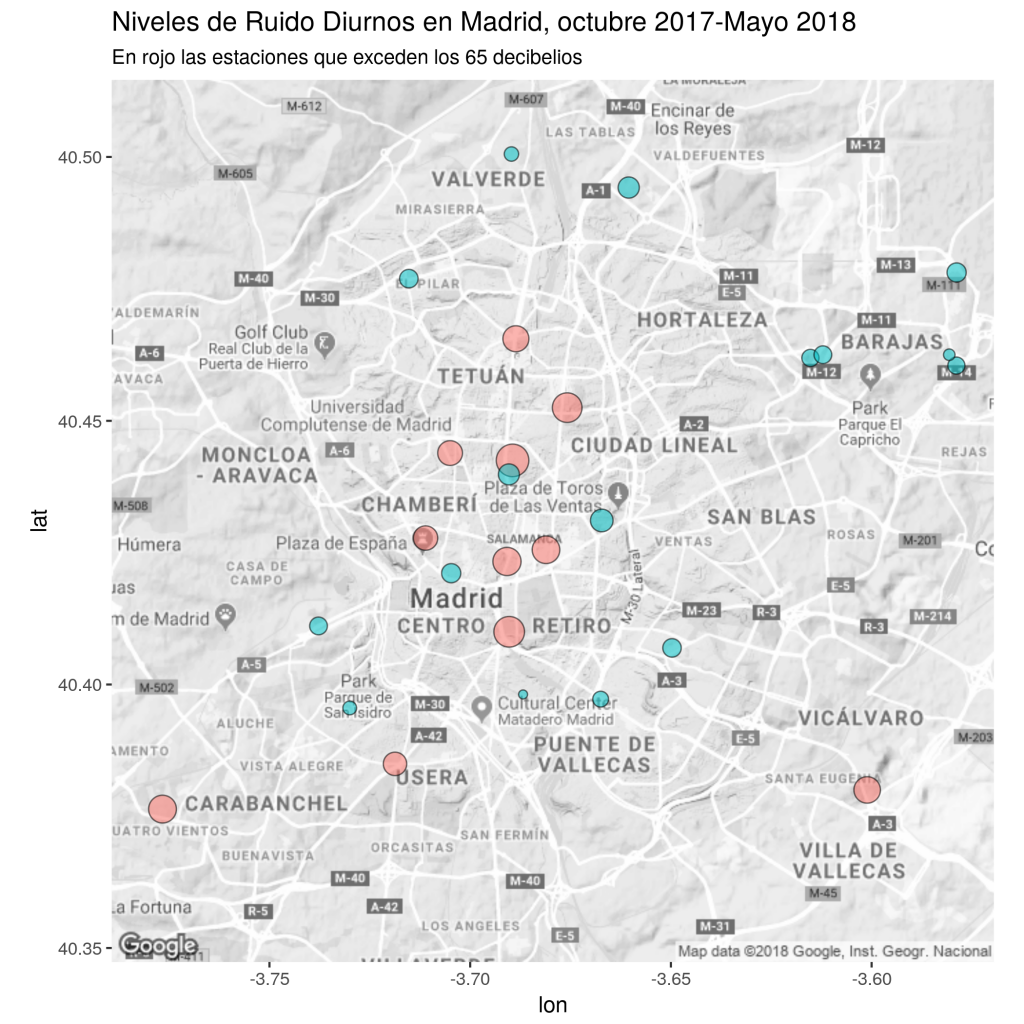 Niveles de Ruido Diurnos en Madrid, octubre 2017-Mayo 2018
En rojo las estaciones que exceden los 65 decibelios
LA MORALEJA
M-607
M-612
M-40
Encinar de
los Reyes
LAS TABLAS
M-12
40.50
VALDEFUENTES
M-605
VALVERDE
A-1
MIRASIERRA
M-40
M-13
M-11
M-111
PILAR
E-5
M-30
ALDEMARÍN
HORTALEZA
M-11
Golf Club
Real Club de la
Puerta de Hierro
BARAJAS
A-6
M-12
M-14
TETUÁN
AVACA
Park
Parque El
Capricho
Universidad
Complutense de Madrid
40.45
A-2
CIUDAD LINEAL
A-6
REJAS
MONCLOA
- ARAVACA
Plaza de Toros
de Las Ventas
M-508
CHAMBERÍ
SAN BLAS
ROSAS
Húmera
Plaza de España
SALAMANCA
VENTAS
M-201
CASA DE
CAMPO
E-5
M-30 Lateral
Madrid
M-23
R-3
M-214
m de Madrid
CENTRO
RETIRO
R-3
A-5
40.40
M-502
Park
Parque de
San Isidro
A-3
M-30
Cultural Center
Matadero Madrid
ALUCHE
VICÁLVARO
A-42
E-5
M-203
PUENTE DE
VALLECAS
AMENTO
VISTA ALEGRE
USERA
SANTA EUGENIA
CARABANCHEL
A-3
UATRO VIENTOS
SAN FERMÍN
ORCASITAS
BUENAVISTA
VILLA DE
VALLECAS
M-40
M-40
M-45
La Fortuna
R-5
A-42
LOS ANGELES
M-31
E-5
40.35
Google
Map data ©2018 Google, Inst. Geogr. Nacional
-3.75
-3.70
-3.65
-3.60
lon
lat